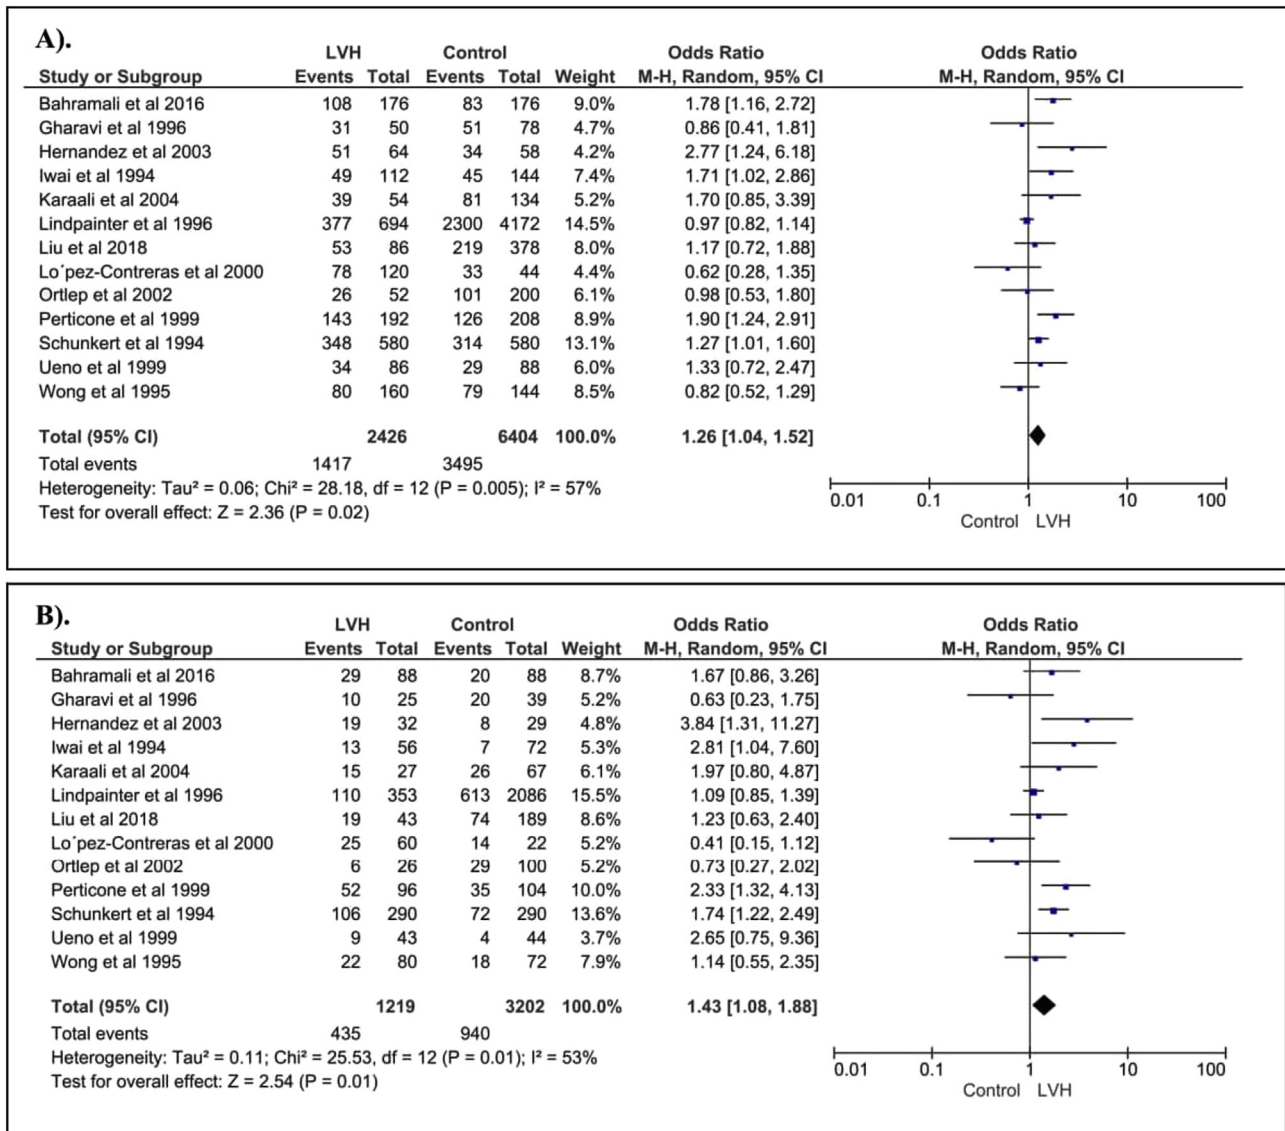 A).
LVH Control Odds Ratio Odds Ratio
Study or Subgroup Events Total Events Total Weight M-H, Random, 95% CI M-H, Random, 95% CI
Bahramali et al 2016 108 176 83 176 9.0% 1.78 [1.16, 2.72]
Gharavi et al 1996 31 50 51 78 4.7% 0.86 [0.41, 1.81]
Hernandez et al 2003 51 64 34 58 4.2% 2.77 [1.24, 6.18]
Iwai et al 1994 49 112 45 144 7.4% 1.71 [1.02, 2.86]
Karaali et al 2004 39 54 81 134 5.2% 1.70 [0.85, 3.39]
Lindpainter et al 1996 377 694 2300 4172 14.5% 0.97 [0.82, 1.14]
Liu et al 2018 53 86 219 378 8.0% 1.17 [0.72, 1.88]
Lo´pez-Contreras et al 2000 78 120 33 44 4.4% 0.62 [0.28, 1.35]
Ortlep et al 2002 26 52 101 200 6.1% 0.98 [0.53, 1.80]
Perticone et al 1999 143 192 126 208 8.9% 1.90 [1.24, 2.91]
Schunkert et al 1994 348 580 314 580 13.1% 1.27 [1.01, 1.60]
Ueno et al 1999 34 86 29 88 6.0% 1.33 [0.72, 2.47]
Wong et al 1995 80 160 79 144 8.5% 0.82 [0.52, 1.29]
Total (95% CI) 2426 6404 100.0% 1.26 [1.04, 1.52]
Total events 1417 3495
Heterogeneity: Tau² = 0.06; Chi² = 28.18, df = 12 (P = 0.005); I² = 57%
Test for overall effect: Z = 2.36 (P = 0.02)
0.01 0.1 1 10 100
Control LVH
B).
LVH Control Odds Ratio Odds Ratio
Study or Subgroup Events Total Events Total Weight M-H, Random, 95% CI M-H, Random, 95% CI
Bahramali et al 2016 29 88 20 88 8.7% 1.67 [0.86, 3.26]
Gharavi et al 1996 10 25 20 39 5.2% 0.63 [0.23, 1.75]
Hernandez et al 2003 19 32 8 29 4.8% 3.84 [1.31, 11.27]
Iwai et al 1994 13 56 7 72 5.3% 2.81 [1.04, 7.60]
Karaali et al 2004 15 27 26 67 6.1% 1.97 [0.80, 4.87]
Lindpainter et al 1996 110 353 613 2086 15.5% 1.09 [0.85, 1.39]
Liu et al 2018 19 43 74 189 8.6% 1.23 [0.63, 2.40]
Lo´pez-Contreras et al 2000 25 60 14 22 5.2% 0.41 [0.15, 1.12]
Ortlep et al 2002 6 26 29 100 5.2% 0.73 [0.27, 2.02]
Perticone et al 1999 52 96 35 104 10.0% 2.33 [1.32, 4.13]
Schunkert et al 1994 106 290 72 290 13.6% 1.74 [1.22, 2.49]
Ueno et al 1999 9 43 4 44 3.7% 2.65 [0.75, 9.36]
Wong et al 1995 22 80 18 72 7.9% 1.14 [0.55, 2.35]
Total (95% CI) 1219 3202 100.0% 1.43 [1.08, 1.88]
Total events 435 940
Heterogeneity: Tau² = 0.11; Chi² = 25.53, df = 12 (P = 0.01); I² = 53%
Test for overall effect: Z = 2.54 (P = 0.01)
0.01 0.1 1 10 100
Control LVH